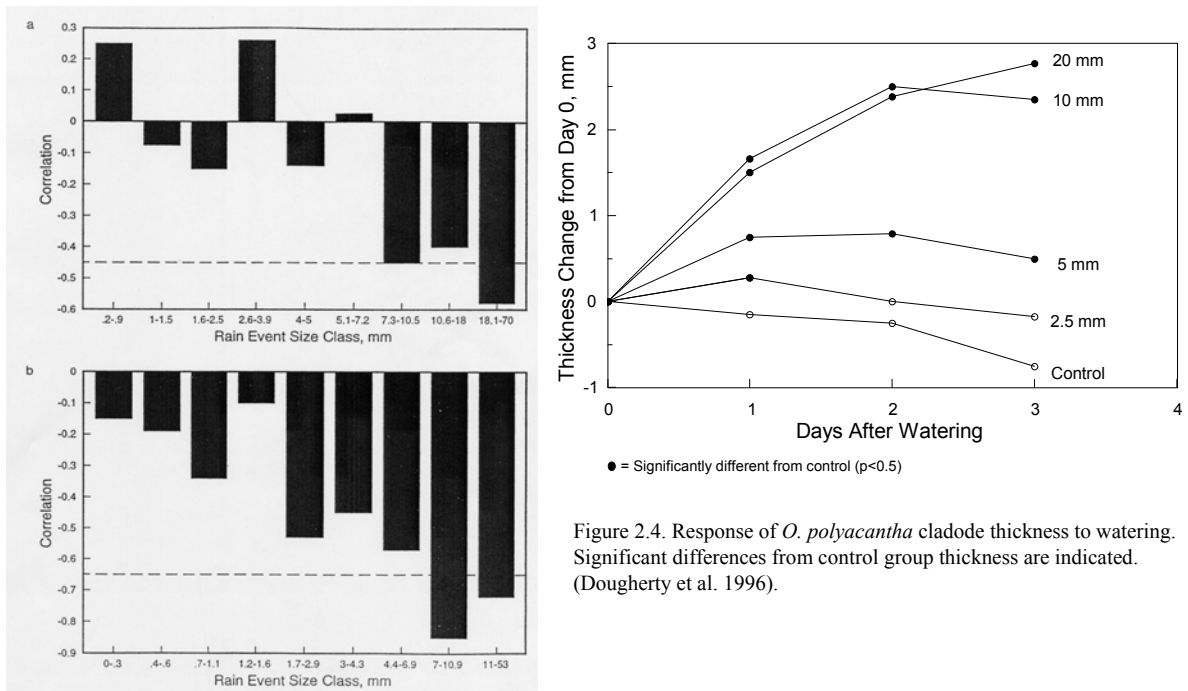 a
0.3
0.2
0.1
0
-0.1
-0.2
-0.3
-0.4
-0.5
-0.6
Correlation
.2-.9 1-1.5 1.6-2.5 2.6-3.9 4-5 5.1-7.2 7.3-10.5 10.6-18 18.1-70
Rain Event Size Class, mm
b
0
-0.1
-0.2
-0.3
-0.4
-0.5
-0.6
-0.7
-0.8
-0.9
Correlation
0-.3 .4-.6 .7-1.1 1.2-1.6 1.7-2.9 3-4.3 4.4-6.9 7-10.9 11-53
Rain Event Size Class, mm
3
2
1
0
-1
Thickness Change from Day 0, mm
20 mm
10 mm
5 mm
2.5 mm
Control
0 1 2 3 4
Days After Watering
● = Significantly different from control (p<0.5)
Figure 2.4. Response of O. polyacantha cladode thickness to watering.
Significant differences from control group thickness are indicated.
(Dougherty et al. 1996).